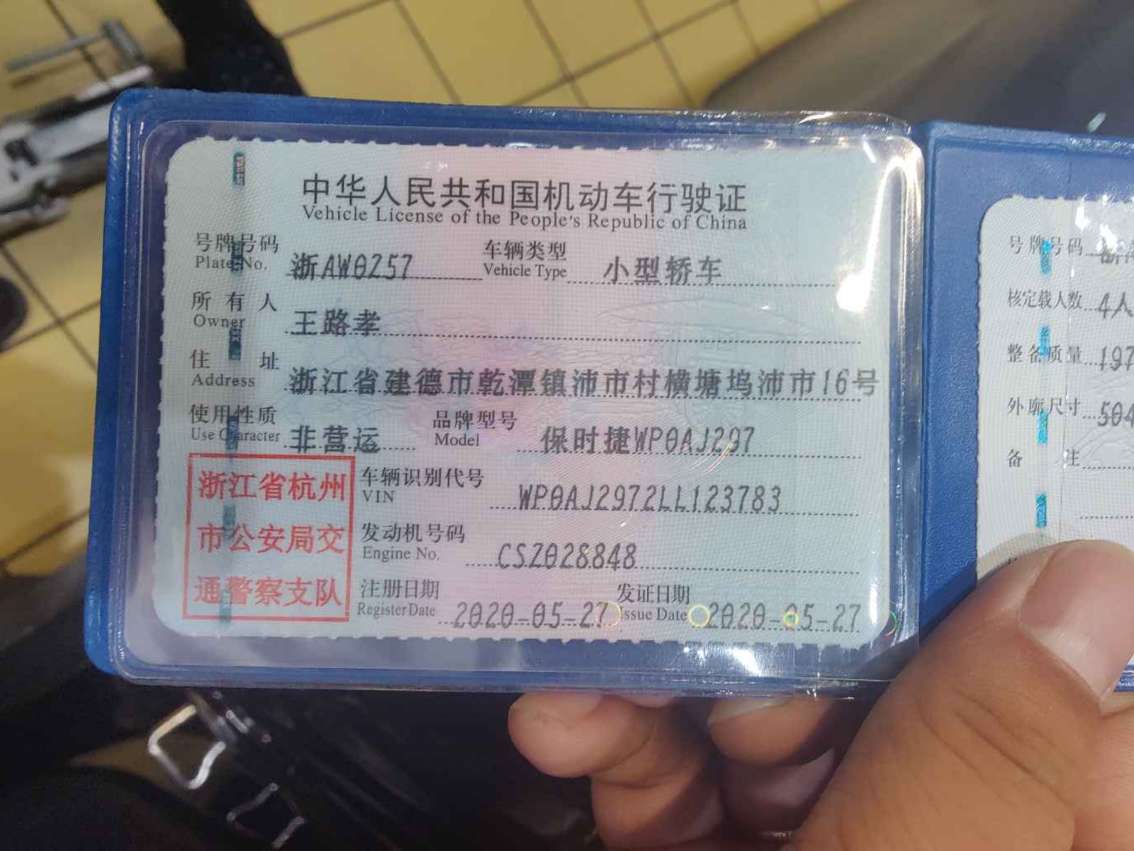 中华人民共和国机动车行驶证
Vehicle License of the People's Republic of China
号牌号码 浙AW0Z57 车辆类型 小型轿车
Plate No. Vehicle Type
所有人 王路孝
Owner
住址 浙江省建德市乾潭镇沛市村横塘坞沛市16号
Address
使用性质 非营运 品牌型号 保时捷WP0AJ297
Use Character Model
浙江省杭州
市公安局交
通警察支队
车辆识别代号 WP0AJ2972LL123783
VIN
发动机号码 CSZ028848
Engine No.
注册日期 2020-05-27 发证日期 2020-05-27
Register Date Issue Date
号牌号码
核定载人数 4人
整备质量 197
外廓尺寸 504
备注